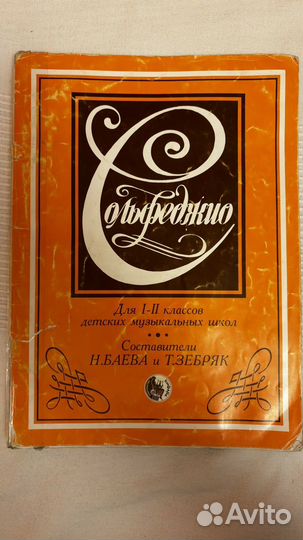 Сольфеджио
Для I-II классов
детских музыкальных школ
Составители
Н.БАЕВА и Т.ЗЕБРЯК
Avito